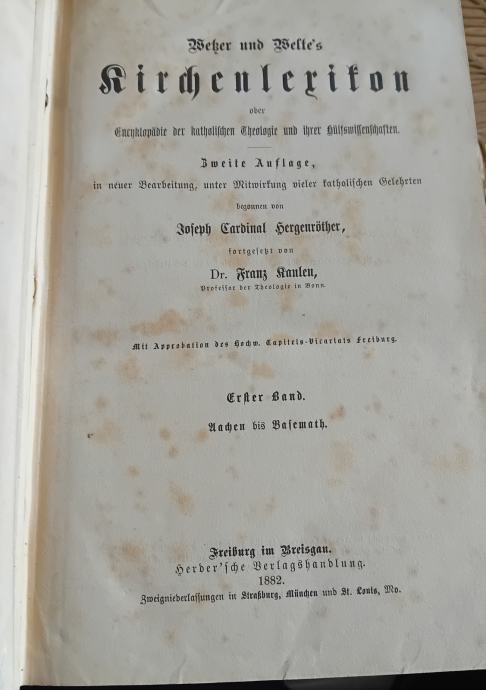 Wetzer und Welte's
Kirchenlexikon
oder
Encyklopädie der katholischen Theologie und ihrer Hülfswissenschaften.
Zweite Auflage,
in neuer Bearbeitung, unter Mitwirkung vieler katholischen Gelehrten
begonnen von
Joseph Cardinal Hergenröther,
fortgesetzt von
Dr. Franz Kaulen,
Professor der Theologie in Bonn.
Mit Approbation des Hochw. Capitels-Vicariats Freiburg.
Erster Band.
Aachen bis Basemath.
Freiburg im Breisgau.
Herder'sche Verlagshandlung.
1882.
Zweigniederlassungen in Straßburg, München und St. Louis, Mo.